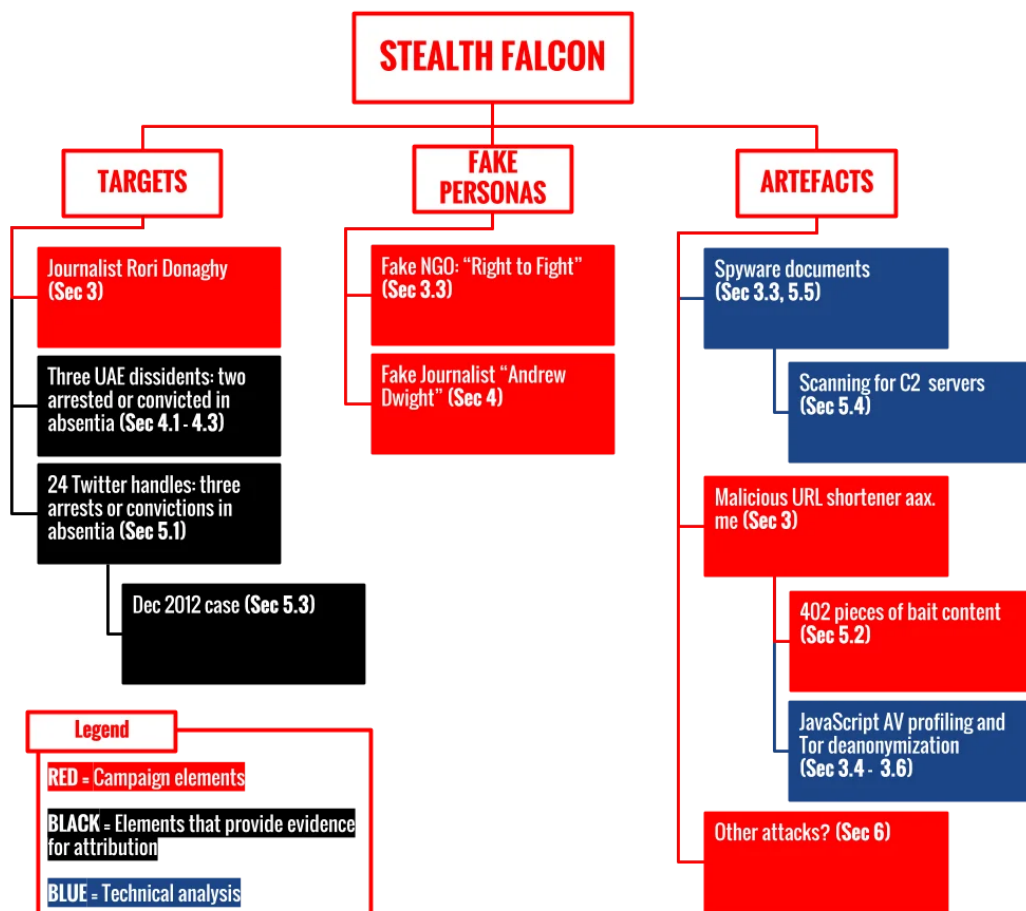 STEALTH FALCON
TARGETS
FAKE
PERSONAS
ARTEFACTS
Journalist Rori Donaghy
(Sec 3)
Three UAE dissidents: two
arrested or convicted in
absentia (Sec 4.1 - 4.3)
24 Twitter handles: three
arrests or convictions in
absentia (Sec 5.1)
Dec 2012 case (Sec 5.3)
Fake NGO: “Right to Fight”
(Sec 3.3)
Fake Journalist “Andrew
Dwight” (Sec 4)
Spyware documents
(Sec 3.3, 5.5)
Scanning for C2 servers
(Sec 5.4)
Malicious URL shortener aax.
me (Sec 3)
402 pieces of bait content
(Sec 5.2)
JavaScript AV profiling and
Tor deanonymization
(Sec 3.4 - 3.6)
Other attacks? (Sec 6)
Legend
RED = Campaign elements
BLACK = Elements that provide evidence
for attribution
BLUE = Technical analysis